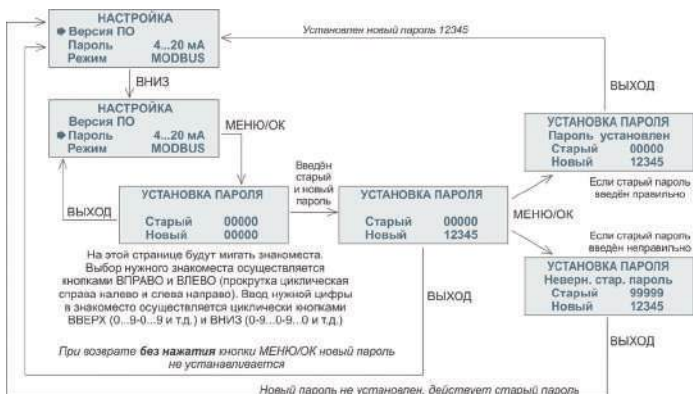 НАСТРОЙКА
Версия ПО
Пароль 4...20 мА
Режим MODBUS
Установлен новый пароль 12345
ВНИЗ
ВЫХОД
НАСТРОЙКА
Версия ПО
Пароль 4...20 мА
Режим MODBUS
МЕНЮ/ОК
УСТАНОВКА ПАРОЛЯ
Пароль установлен
Старый 00000
Новый 12345
Введён
старый
и новый
пароль
Если старый пароль
введён правильно
ВЫХОД
УСТАНОВКА ПАРОЛЯ
Старый 00000
Новый 00000
УСТАНОВКА ПАРОЛЯ
Старый 00000
Новый 12345
МЕНЮ/ОК
Если старый пароль
введён неправильно
На этой странице будут мигать знакоместа.
Выбор нужного знакоместа осуществляется
кнопками ВПРАВО и ВЛЕВО (прокрутка циклическая
справа налево и слева направо). Ввод нужной цифры
в знакоместо осуществляется циклически кнопками
ВВЕРХ (0...9-0...9 и т.д.) и ВНИЗ (0-9...0-9...0 и т.д.)
ВЫХОД
УСТАНОВКА ПАРОЛЯ
Неверн. стар. пароль
Старый 99999
Новый 12345
ВЫХОД
При возврате без нажатия кнопки МЕНЮ/ОК новый пароль
не устанавливается
Новый пароль не установлен, действует старый пароль